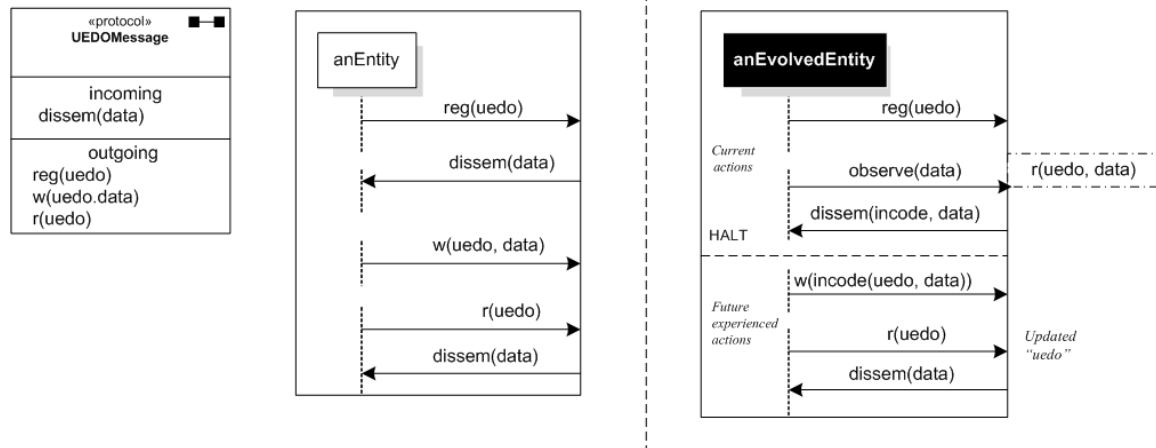 «protocol»
UEDOMessage
incoming
dissem(data)
outgoing
reg(uedo)
w(uedo.data)
r(uedo)
anEntity
reg(uedo)
dissem(data)
w(uedo, data)
r(uedo)
dissem(data)
anEvolvedEntity
reg(uedo)
Current
actions
observe(data)
r(uedo, data)
dissem(incode, data)
HALT
w(incode(uedo, data))
Future
experienced
actions
r(uedo)
Updated
“uedo”
dissem(data)